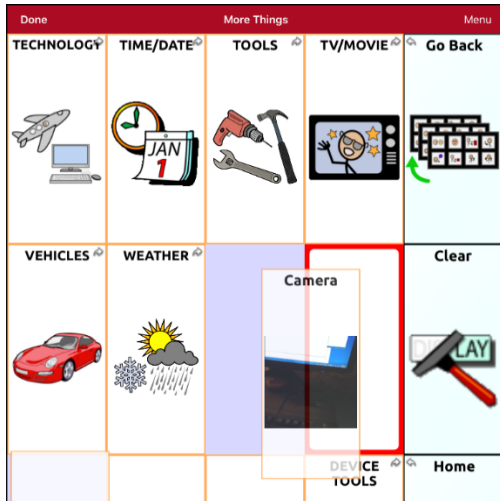 Done More Things Menu
TECHNOLOGY TIME/DATE TOOLS TV/MOVIE Go Back
JAN
1
VEHICLES WEATHER Clear
Camera
LAY
DEVICE Home
TOOLS